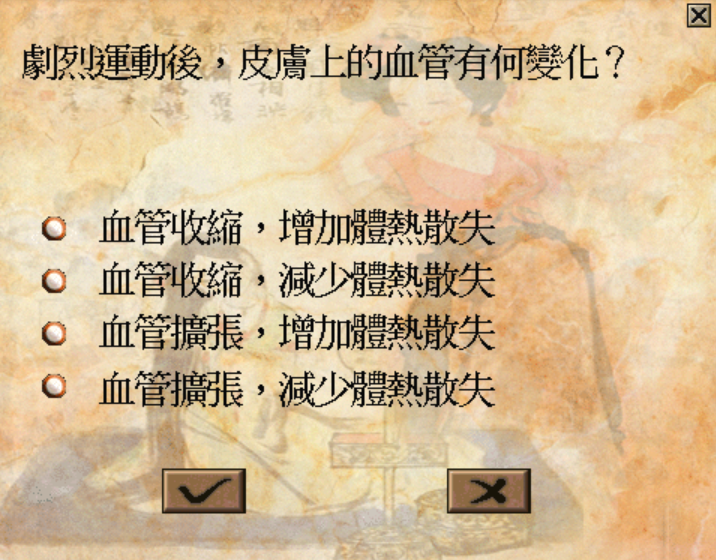 劇烈運動後，皮膚上的血管有何變化？
血管收縮，增加體熱散失
血管收縮，減少體熱散失
血管擴張，增加體熱散失
血管擴張，減少體熱散失